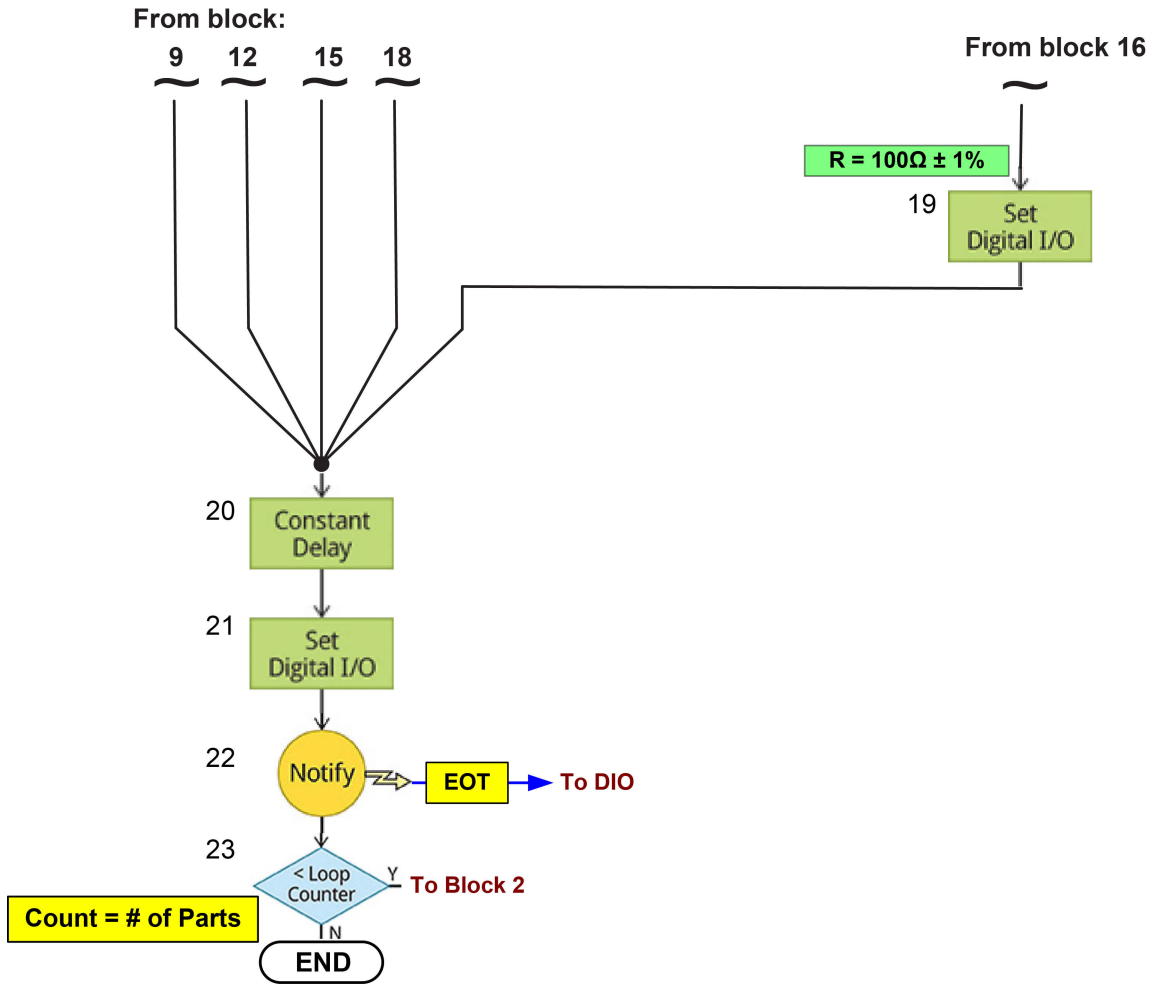 From block:
9 12 15 18
From block 16
R = 100Ω ± 1%
19
Set
Digital I/O
20
Constant
Delay
21
Set
Digital I/O
22
Notify
EOT
To DIO
23
< Loop
Counter
Y
To Block 2
Count = # of Parts
N
END